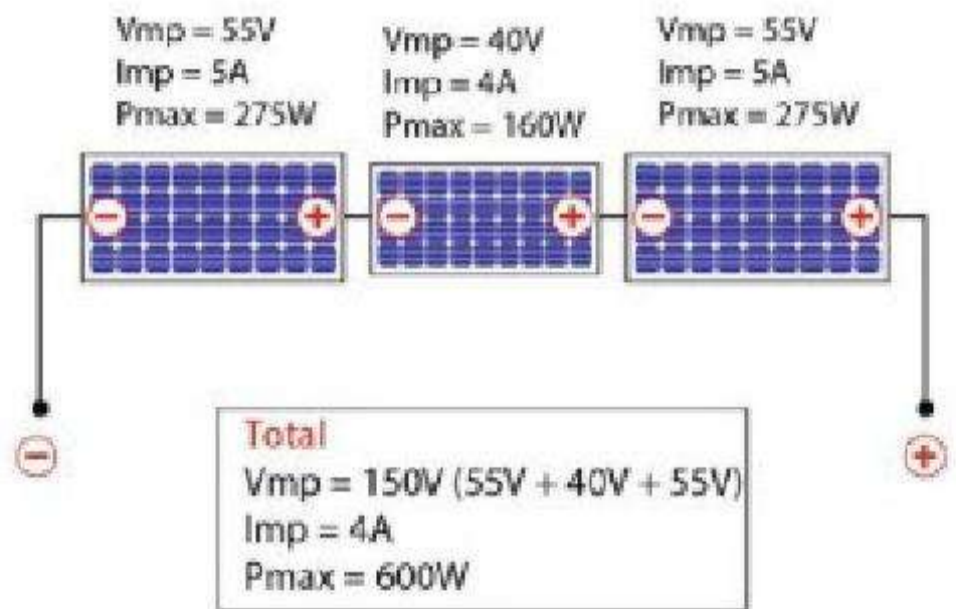 Vmp = 55V
Imp = 5A
Pmax = 275W
Vmp = 40V
Imp = 4A
Pmax = 160W
Vmp = 55V
Imp = 5A
Pmax = 275W
− + − + − +
− +
Total
Vmp = 150V (55V + 40V + 55V)
Imp = 4A
Pmax = 600W